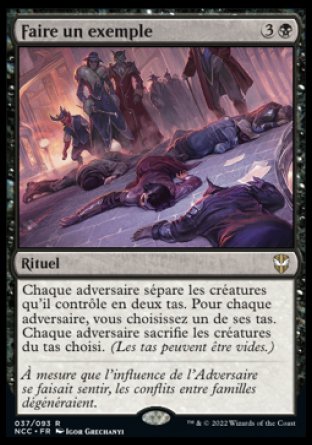 Faire un exemple 3
Rituel
Chaque adversaire sépare les créatures
qu'il contrôle en deux tas. Pour chaque
adversaire, vous choisissez un de ses tas.
Chaque adversaire sacrifie les créatures
du tas choisi. (Les tas peuvent être vides.)
À mesure que l'influence de l'Adversaire
se faisait sentir, les conflits entre familles
dégénéraient.
037/093 R
NCC • FR Igor Grechanyi
™ & © 2022 Wizards of the Coast